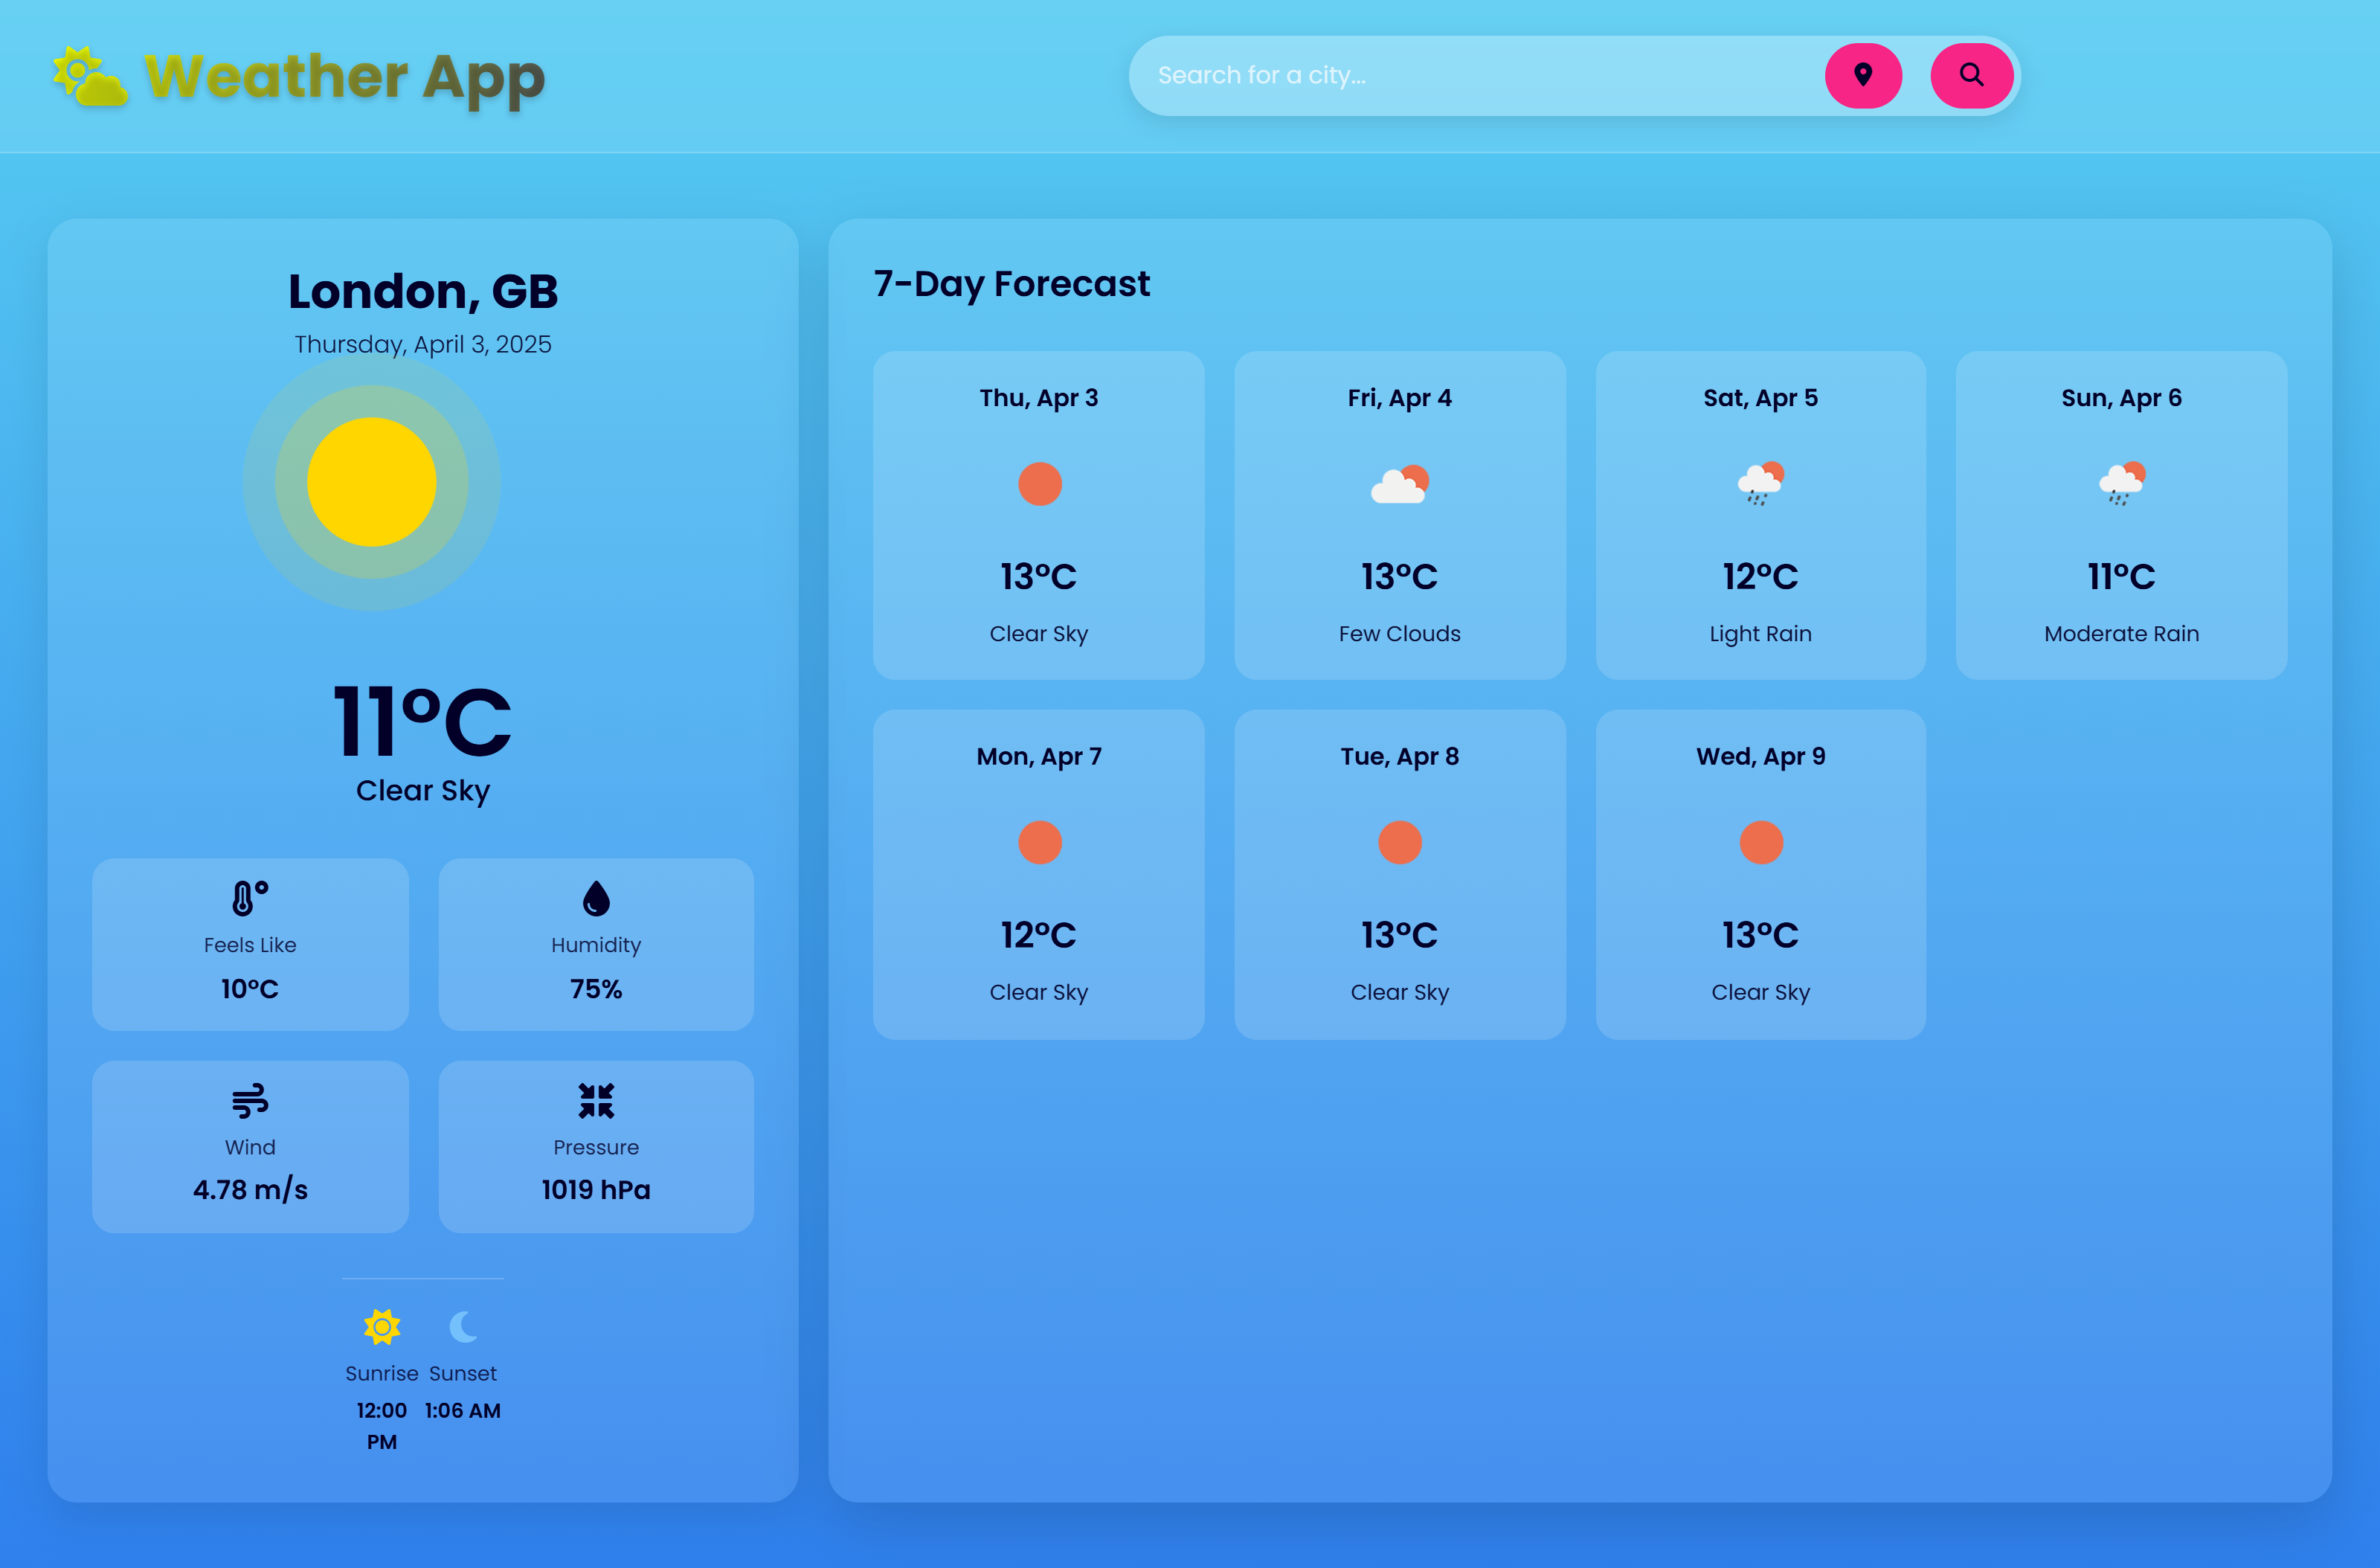 Weather App
Search for a city...
London, GB
Thursday, April 3, 2025
11°C
Clear Sky
Feels Like
10°C
Humidity
75%
Wind
4.78 m/s
Pressure
1019 hPa
Sunrise
12:00
PM
Sunset
1:06 AM
7-Day Forecast
Thu, Apr 3
13°C
Clear Sky
Fri, Apr 4
13°C
Few Clouds
Sat, Apr 5
12°C
Light Rain
Sun, Apr 6
11°C
Moderate Rain
Mon, Apr 7
12°C
Clear Sky
Tue, Apr 8
13°C
Clear Sky
Wed, Apr 9
13°C
Clear Sky